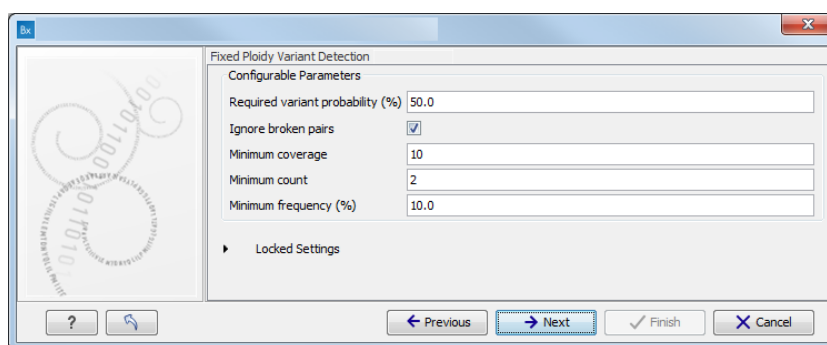 Bx
Fixed Ploidy Variant Detection
Configurable Parameters
Required variant probability (%) 50.0
Ignore broken pairs
Minimum coverage 10
Minimum count 2
Minimum frequency (%) 10.0
Locked Settings
? Previous Next Finish Cancel